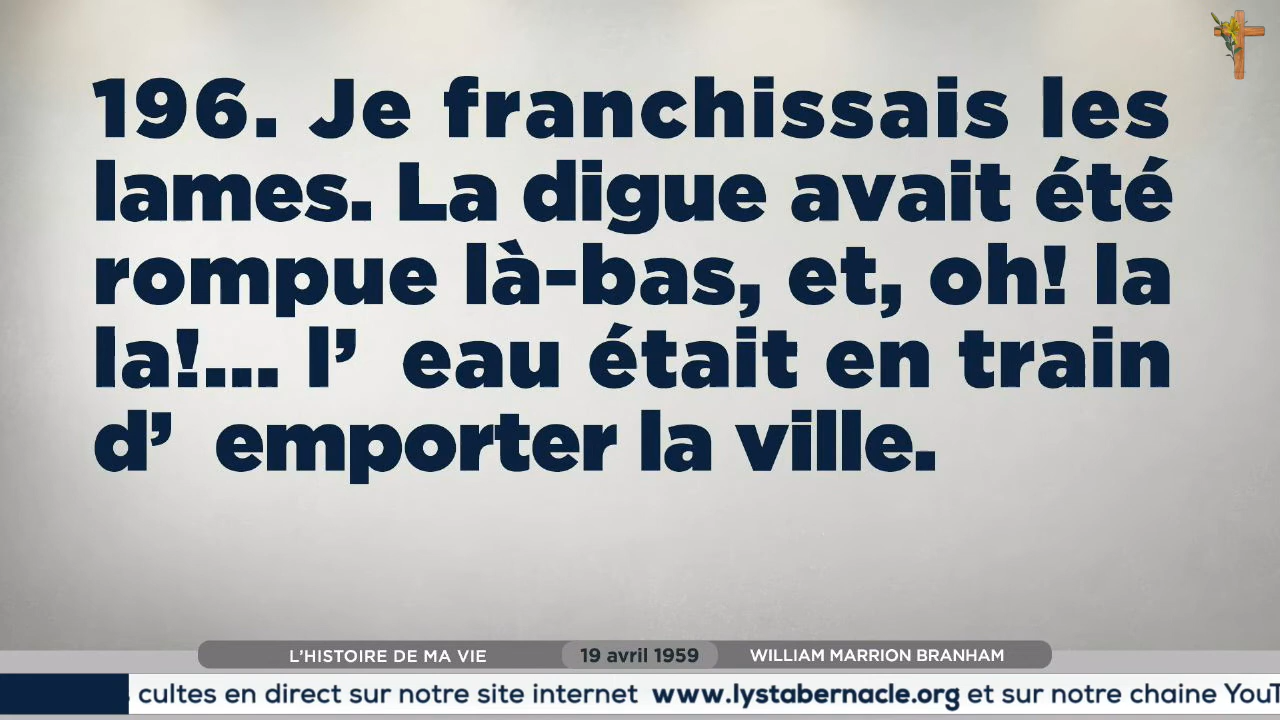 196. Je franchissais les
lames. La digue avait été
rompue là-bas, et, oh! la
la!... l’ eau était en train
d’ emporter la ville.
L’HISTOIRE DE MA VIE 19 avril 1959 WILLIAM MARRION BRANHAM
cultes en direct sur notre site internet www.lystabernacle.org et sur notre chaine YouT